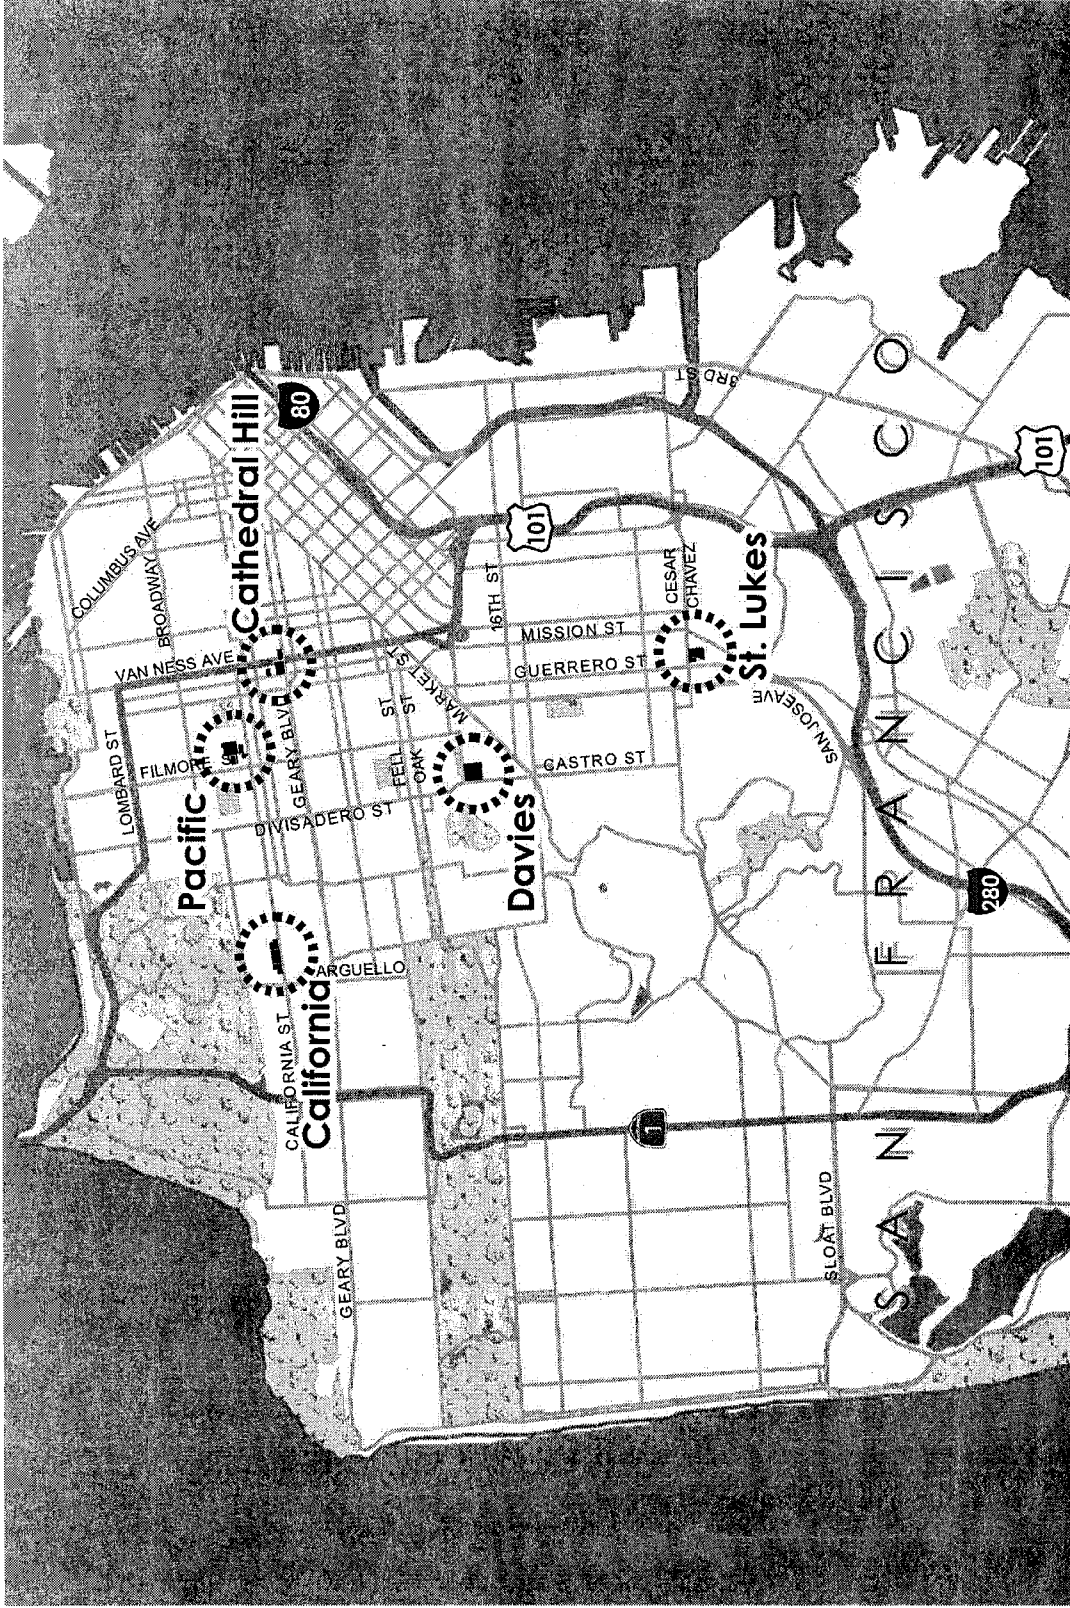 COLUMBUS AVE
BROADWAY
VAN NESS AVE
Cathedral Hill
80
LOMBARD ST
FILMORE ST
Pacific
GEARY BLVD
DIVISADERO ST
FELL ST
OAK ST
MARKET ST
101
16TH ST
MISSION ST
GUERRERO ST
CASTRO ST
Davies
CESAR
CHAVEZ
St. Lukes
3RD ST
SAN JOSE AVE
101
280
ARGUELLO
CALIFORNIA ST
California
1
GEARY BLVD
SLOAT BLVD
SAN FRANCISCO